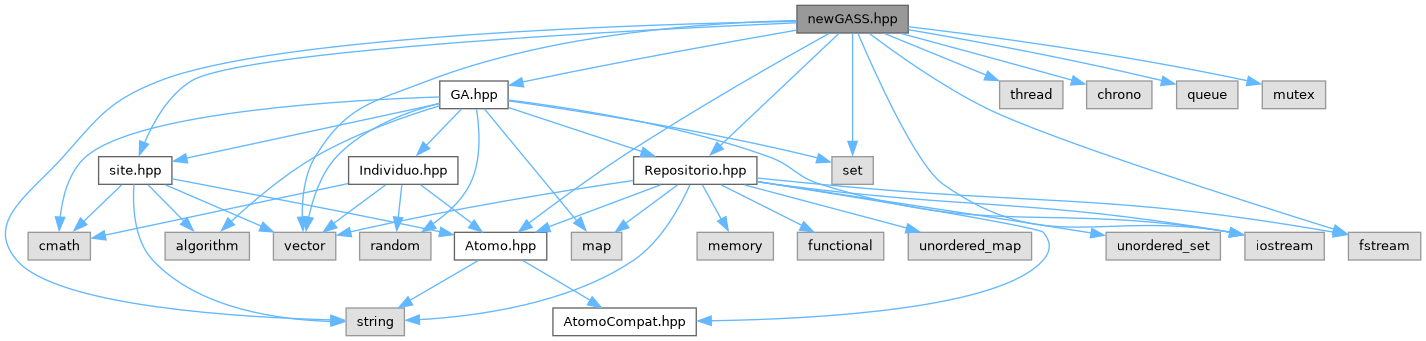 newGASS.hpp
GA.hpp
thread
chrono
queue
mutex
site.hpp
Individuo.hpp
Repositorio.hpp
set
cmath
algorithm
vector
random
Atomo.hpp
map
memory
functional
unordered_map
unordered_set
iostream
fstream
string
AtomoCompat.hpp